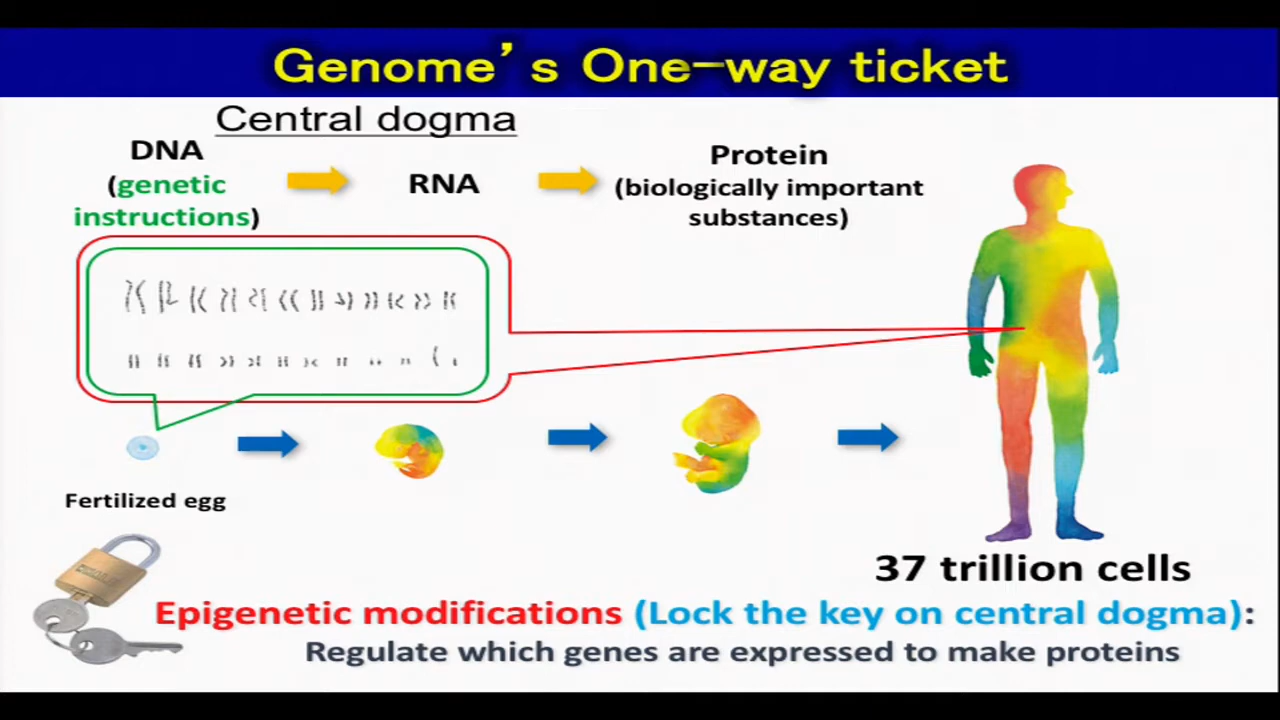 Genome's One-way ticket
Central dogma
DNA
(genetic
instructions)
RNA
Protein
(biologically important
substances)
Fertilized egg
37 trillion cells
Epigenetic modifications (Lock the key on central dogma):
Regulate which genes are expressed to make proteins